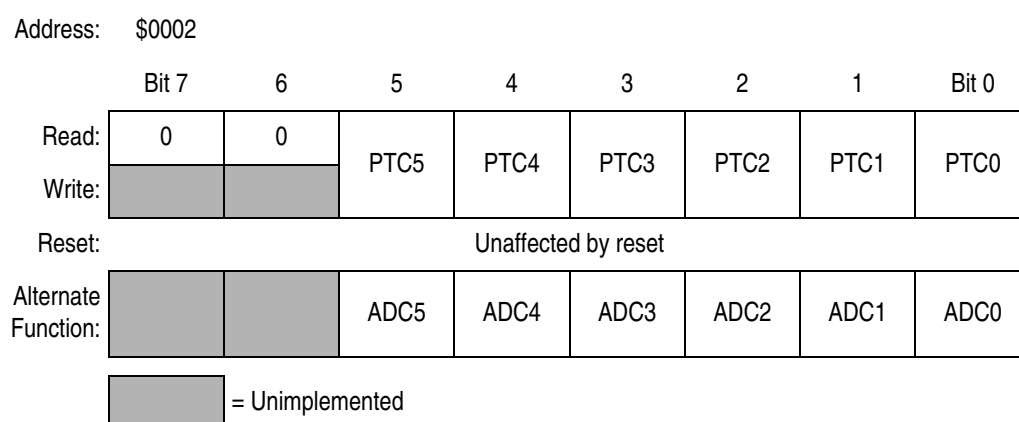 Address: $0002
Bit 7 6 5 4 3 2 1 Bit 0
Read: 0 0 PTC5 PTC4 PTC3 PTC2 PTC1 PTC0
Write:
Reset: Unaffected by reset
Alternate
Function: ADC5 ADC4 ADC3 ADC2 ADC1 ADC0
= Unimplemented